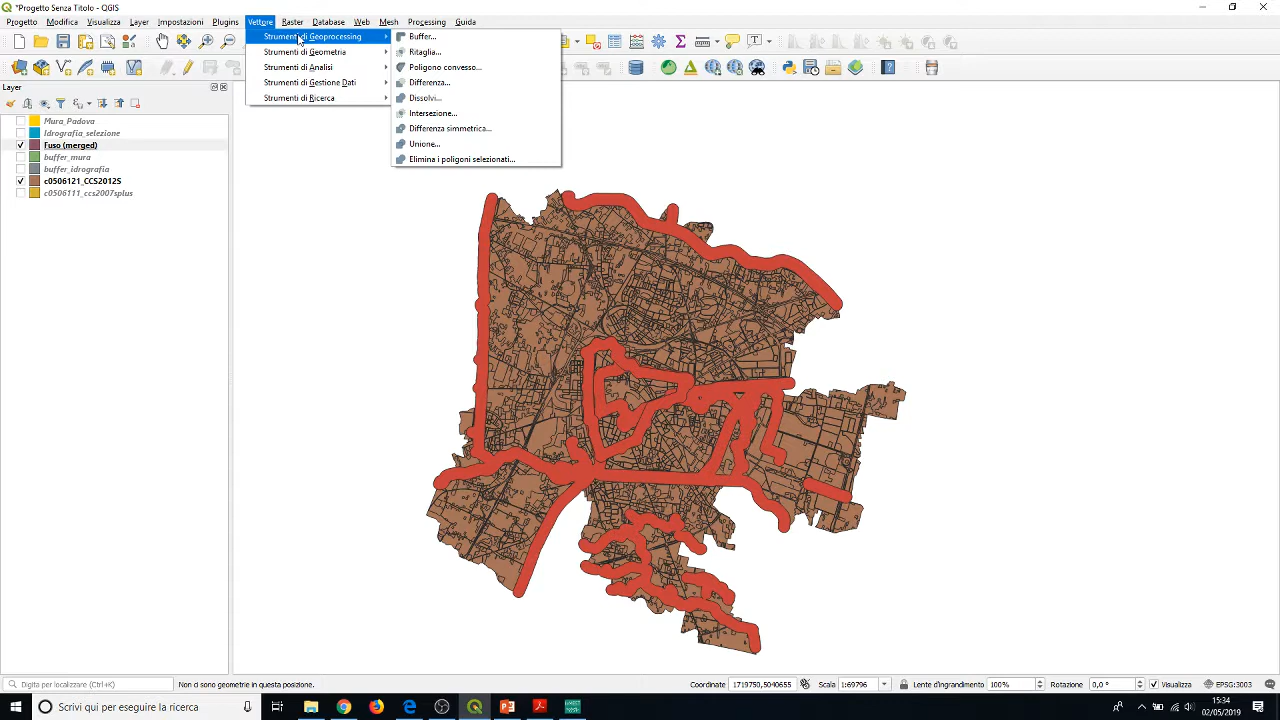 *Progetto Senza Titolo - QGIS
Progetto Modifica Visualizza Layer Impostazioni Plugins Vettore Raster Database Web Mesh Processing Guida
Strumenti di Geoprocessing
Strumenti di Geometria
Strumenti di Analisi
Strumenti di Gestione Dati
Strumenti di Ricerca
Buffer...
Ritaglia...
Poligono convesso...
Differenza...
Dissolvi...
Intersezione...
Differenza simmetrica...
Unione...
Elimina i poligoni selezionati...
Layer
Mura_Padova
Idrografia_selezione
Fuso (merged)
buffer_mura
buffer_idrografia
c0506121_CCS2012S
c0506111_ccs2007splus
Digita per localizzare (Ctrl+K)
Non ci sono geometrie in questa posizione.
Coordinate 1719750,5040655 Scala 1:69796 Lente d'ingrandimento 100% Rotazione 0,0 ° Visualizza EPSG:3003
Scrivi qui per eseguire la ricerca
15:34
02/05/2019